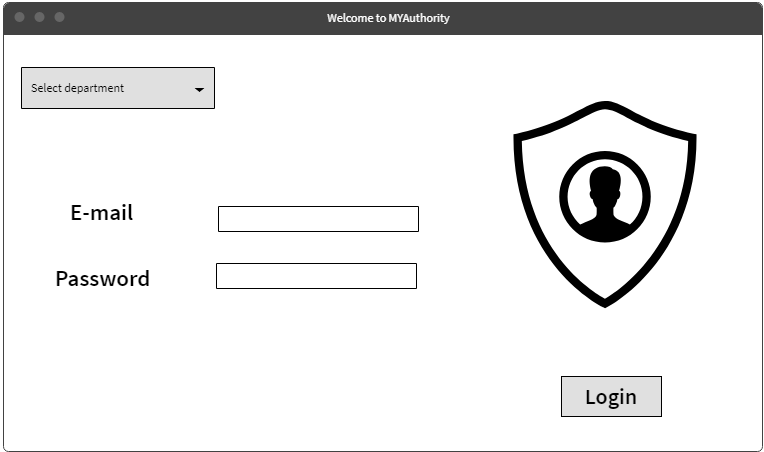 Welcome to MYAuthority
Select department
E-mail
Password
Login